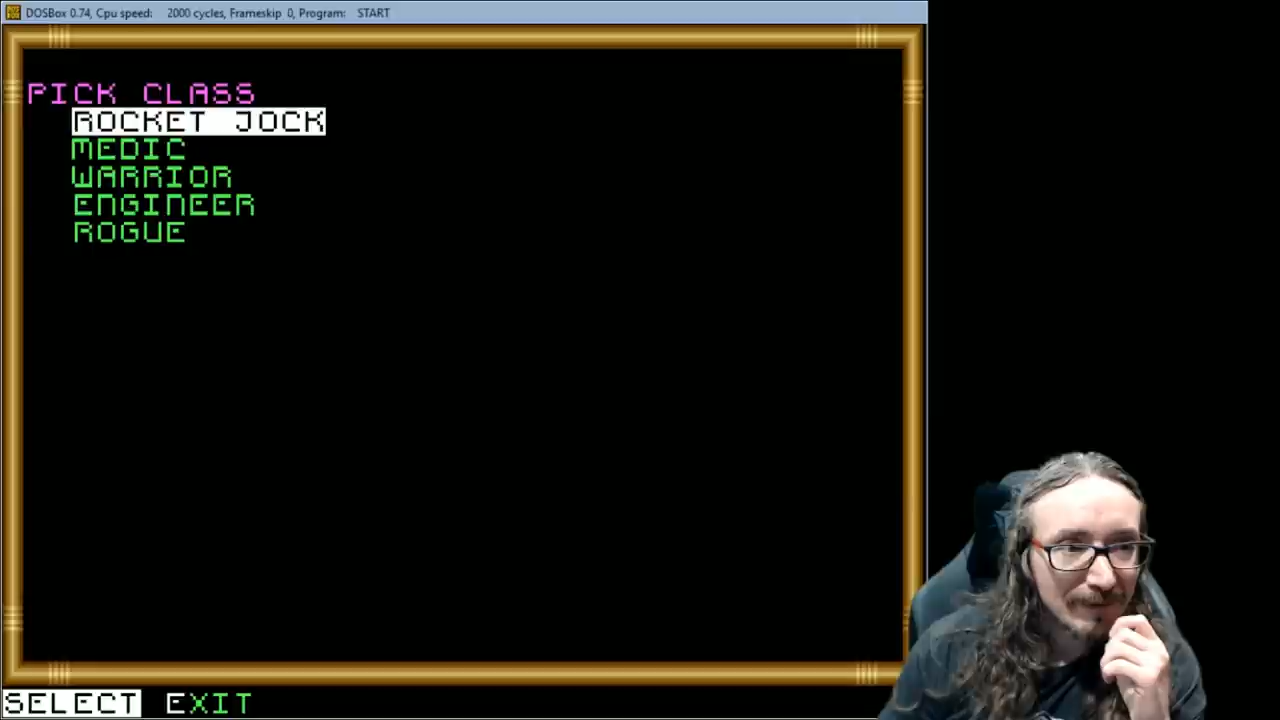 DOSBox 0.74, Cpu speed: 2000 cycles, Frameskip 0, Program: START
PICK CLASS
ROCKET JOCK
MEDIC
WARRIOR
ENGINEER
ROGUE
SELECT EXIT